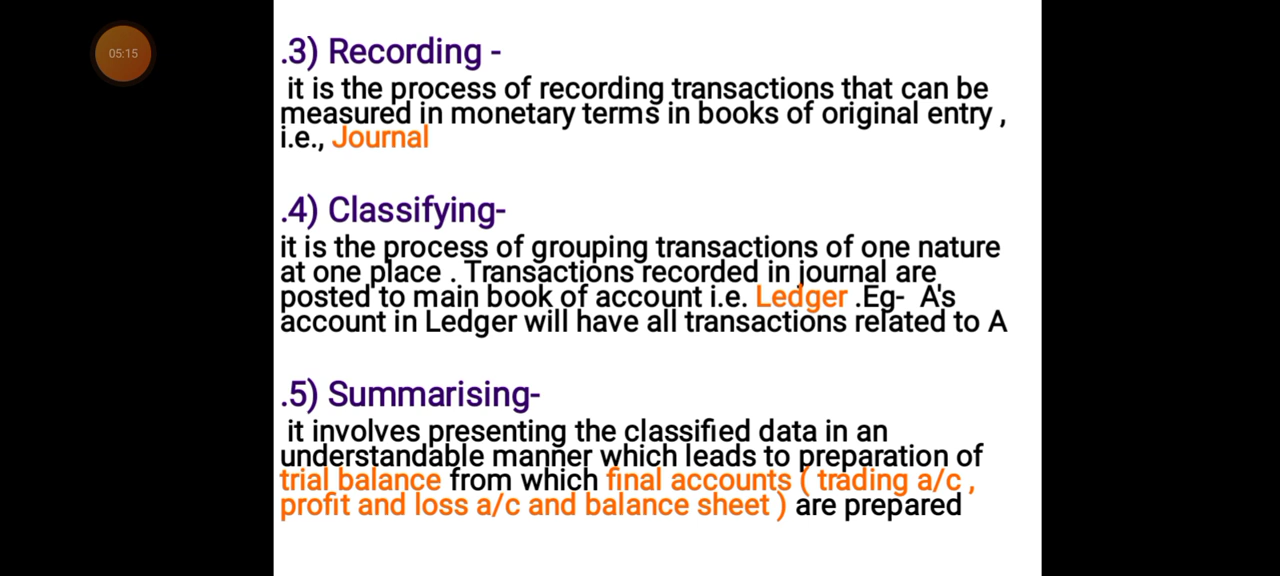 05:15
.3) Recording -
it is the process of recording transactions that can be
measured in monetary terms in books of original entry ,
i.e., Journal
.4) Classifying-
it is the process of grouping transactions of one nature
at one place . Transactions recorded in journal are
posted to main book of account i.e. Ledger .Eg- A's
account in Ledger will have all transactions related to A
.5) Summarising-
it involves presenting the classified data in an
understandable manner which leads to preparation of
trial balance from which final accounts ( trading a/c ,
profit and loss a/c and balance sheet ) are prepared